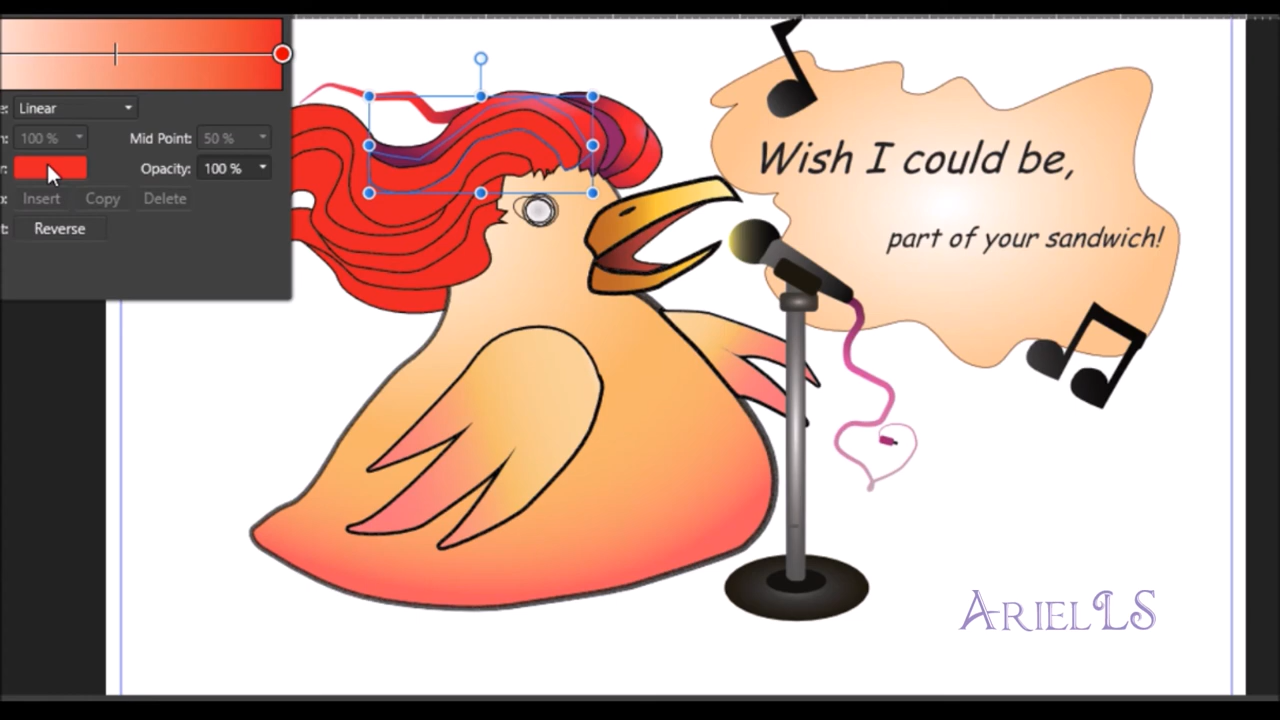 Linear
100 %
Mid Point: 50 %
Opacity: 100 %
Insert Copy Delete
Reverse
Wish I could be,
part of your sandwich!
ARIELLS